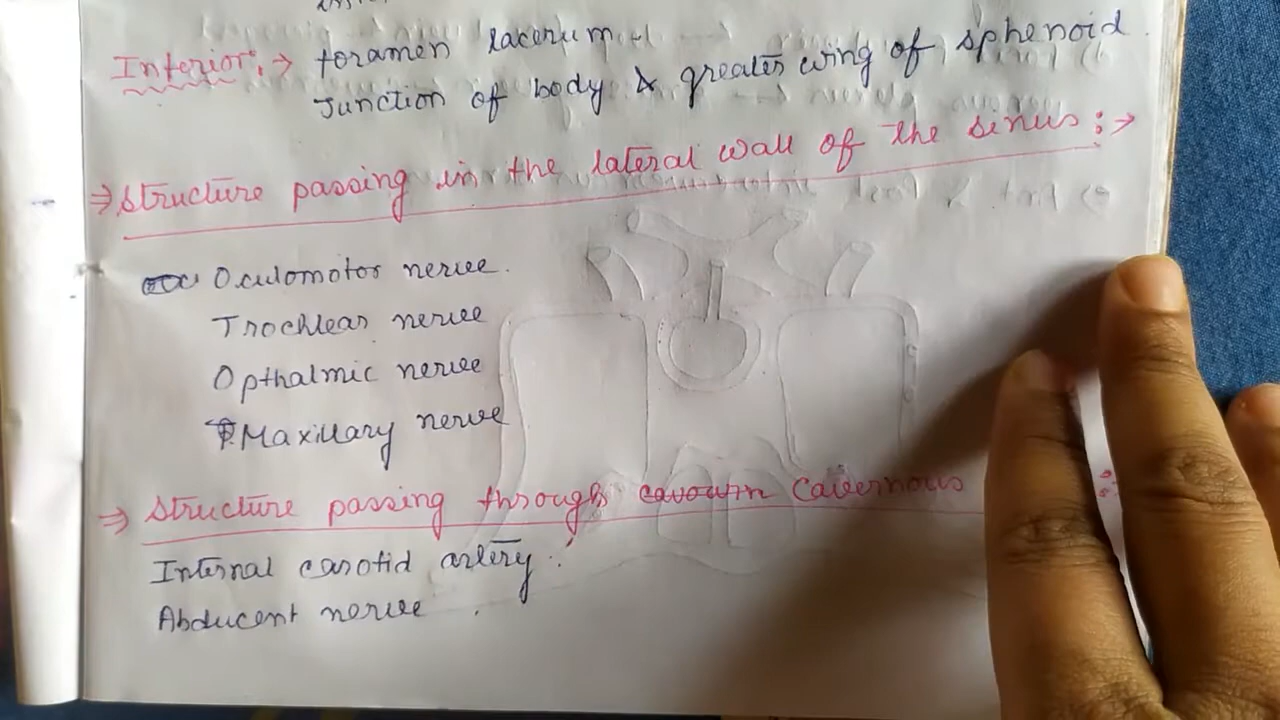 Inferior:→ foramen lacerum
Junction of body & greater wing of sphenoid.
⇒ Structure passing in the lateral wall of the sinus:→
Oculomotor nerve.
Trochlear nerve
Opthalmic nerve
Maxillary nerve
⇒ Structure passing through cavernous
Internal carotid artery.
Abducent nerve.